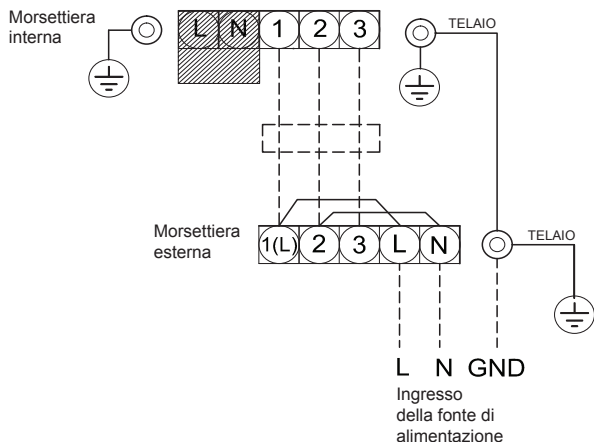 Morsettiera
interna
L N 1 2 3
TELAIO
Morsettiera
esterna
1(L) 2 3 L N
TELAIO
L N GND
Ingresso
della fonte di
alimentazione